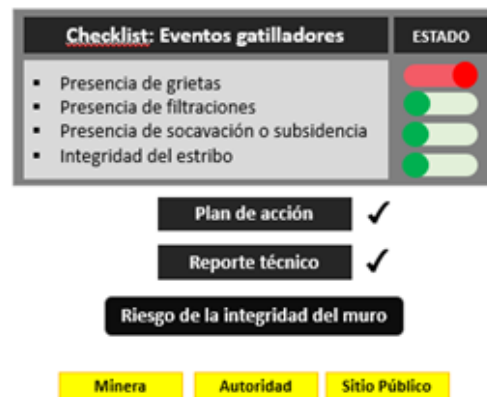 Checklist: Eventos gatilladores ESTADO
▪ Presencia de grietas
▪ Presencia de filtraciones
▪ Presencia de socavación o subsidencia
▪ Integridad del estribo
Plan de acción ✓
Reporte técnico ✓
Riesgo de la integridad del muro
Minera Autoridad Sitio Público